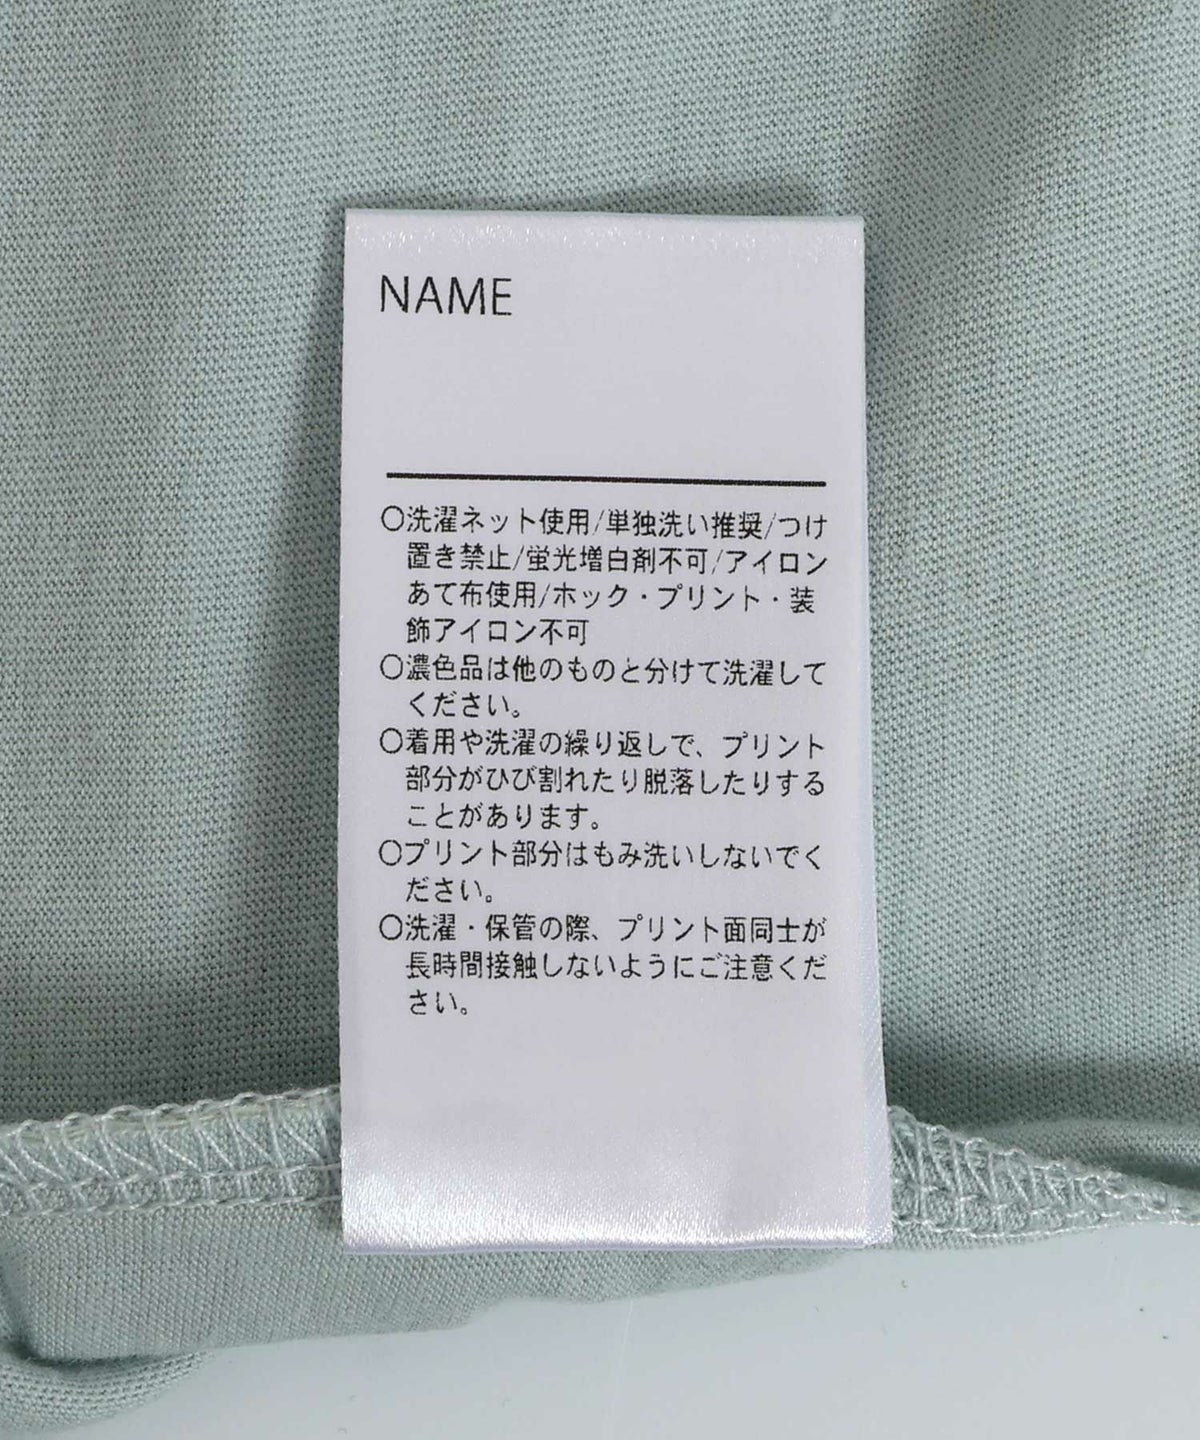 NAME
○洗濯ネット使用/単独洗い推奨/つけ
置き禁止/蛍光増白剤不可/アイロン
あて布使用/ホック・プリント・装
飾アイロン不可
○濃色品は他のものと分けて洗濯して
ください。
○着用や洗濯の繰り返しで、プリント
部分がひび割れたり脱落したりする
ことがあります。
○プリント部分はもみ洗いしないでく
ださい。
○洗濯・保管の際、プリント面同士が
長時間接触しないようにご注意くだ
さい。